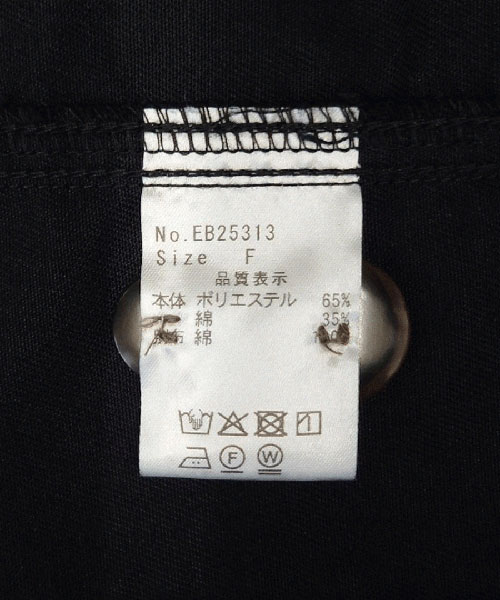 No.EB25313
Size F
品質表示
本体 ポリエステル 65%
綿 35%
綿
F W